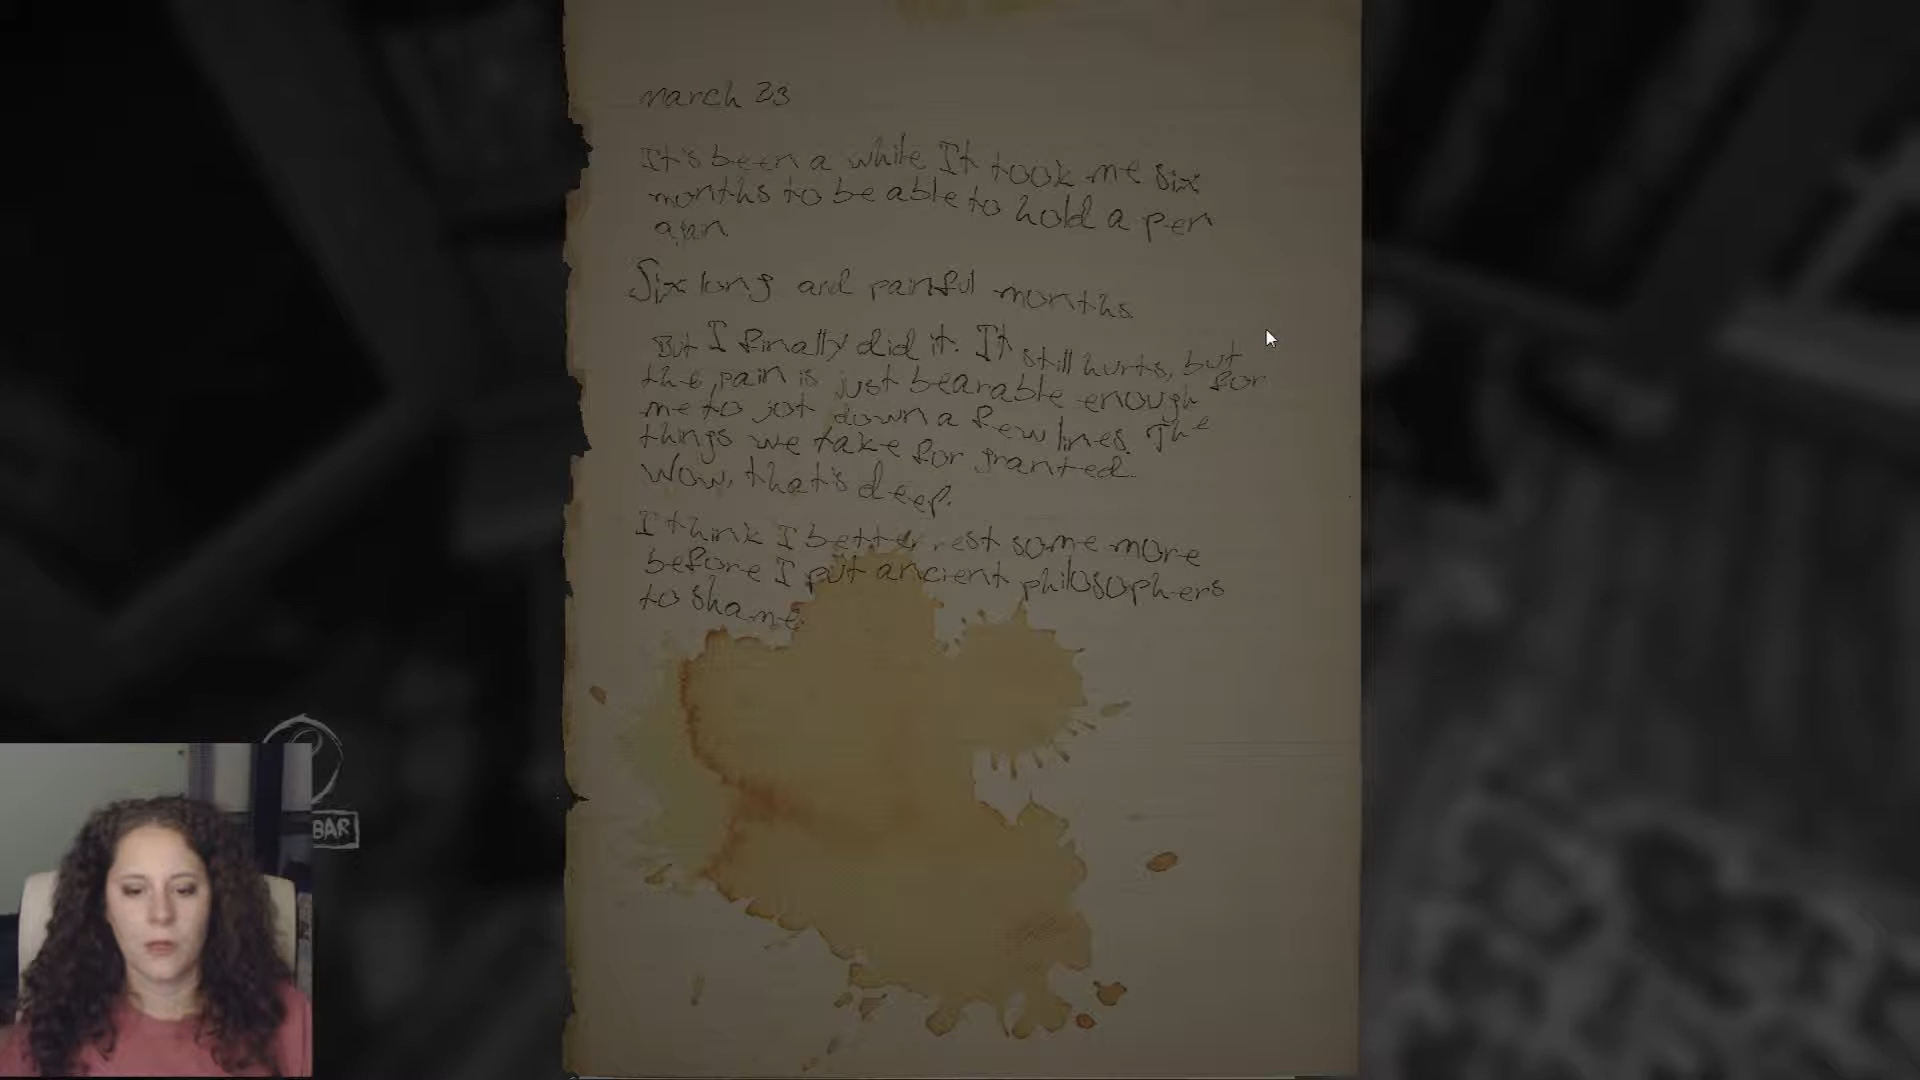 march 23
It's been a while It took me six
months to be able to hold a pen
again.
Six long and painful months.
But I finally did it. It still hurts, but
the pain is just bearable enough for
me to jot down a few lines. The
things we take for granted.
Wow, that's deep.
I think I better rest some more
before I put ancient philosophers
to shame.
BAR